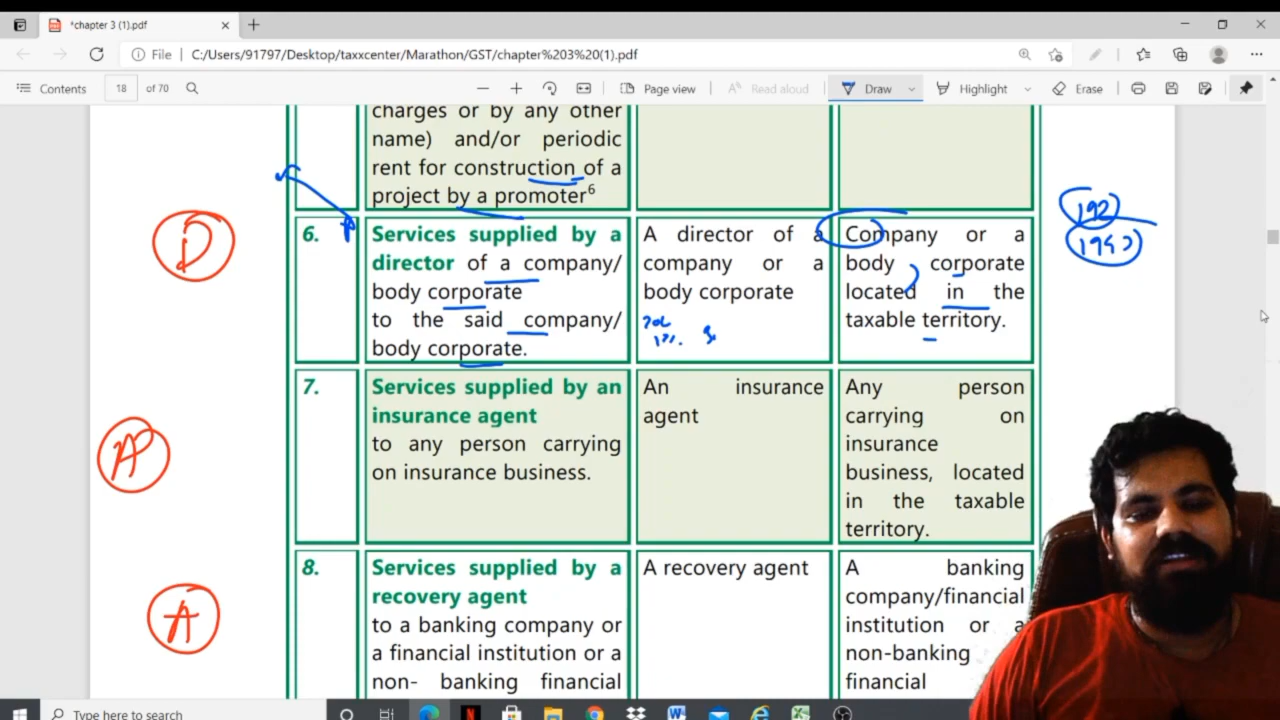 *chapter 3 (1).pdf
File C:/Users/91797/Desktop/taxxcenter/Marathon/GST/chapter%203%20(1).pdf
Contents 18 of 70 Page view Read aloud Draw Highlight Erase
charges or by any other
name) and/or periodic
rent for construction of a
project by a promoter6
6.
Services supplied by a
director of a company/
body corporate
to the said company/
body corporate.
A director of a
company or a
body corporate
Company or a
body corporate
located in the
taxable territory.
192
194J
D
7.
Services supplied by an
insurance agent
to any person carrying
on insurance business.
An insurance
agent
Any person
carrying on
insurance
business, located
in the taxable
territory.
A
8.
Services supplied by a
recovery agent
to a banking company or
a financial institution or a
non- banking financial
A recovery agent
A banking
company/financial
institution or a
non-banking
financial
A
Type here to search